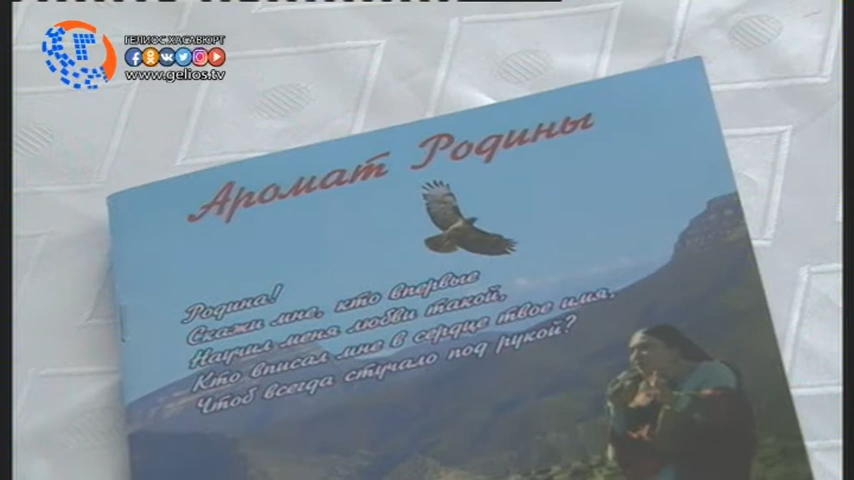 ГЕЛИОС ХАСАВЮРТ
www.gelios.tv
Аромат Родины
Родина!
Скажи мне, кто впервые
Научил меня любви такой,
Кто вписал мне в сердце твое имя,
Чтоб всегда стучало под рукой?